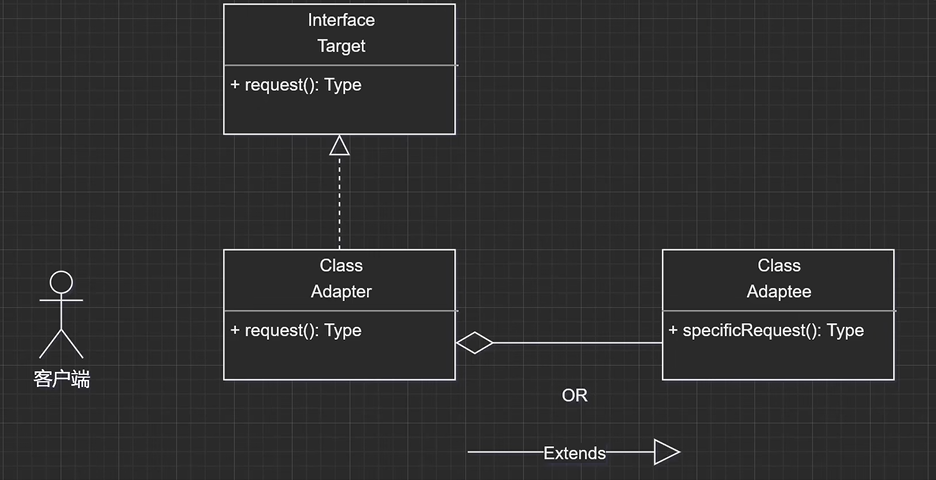 Interface
Target
+ request(): Type
Class
Adapter
+ request(): Type
Class
Adaptee
+ specificRequest(): Type
客户端
OR
Extends